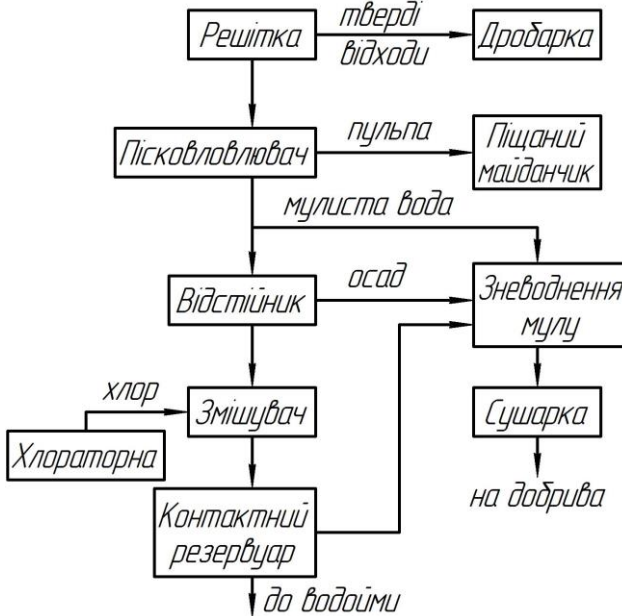 Решітка
тверді
відходи
Дробарка
Пісковловлювач
пульпа
Піщаний
майданчик
мулиста вода
Відстійник
осад
Зневоднення
мулу
хлор
Змішувач
Сушарка
Хлораторна
на добрива
Контактний
резервуар
до водойми